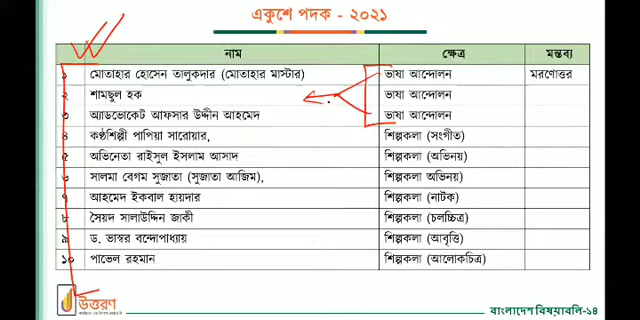 একুশে পদক - ২০২১
নাম ক্ষেত্র মন্তব্য
১ মোতাহার হোসেন তালুকদার (মোতাহার মাস্টার) ভাষা আন্দোলন মরণোত্তর
২ শামছুল হক ভাষা আন্দোলন
৩ অ্যাডভোকেট আফসার উদ্দীন আহমেদ ভাষা আন্দোলন
৪ কণ্ঠশিল্পী পাপিয়া সারোয়ার, শিল্পকলা (সংগীত)
৫ অভিনেতা রাইসুল ইসলাম আসাদ শিল্পকলা (অভিনয়)
৬ সালমা বেগম সুজাতা (সুজাতা আজিম), শিল্পকলা অভিনয়)
৭ আহমেদ ইকবাল হায়দার শিল্পকলা (নাটক)
৮ সৈয়দ সালাউদ্দিন জাকী শিল্পকলা (চলচ্চিত্র)
৯ ড. ভাস্বর বন্দোপাধ্যায় শিল্পকলা (আবৃত্তি)
১০ পাভেল রহমান শিল্পকলা (আলোকচিত্র)
উত্তরণ
বাংলাদেশ বিষয়াবলি-১৪